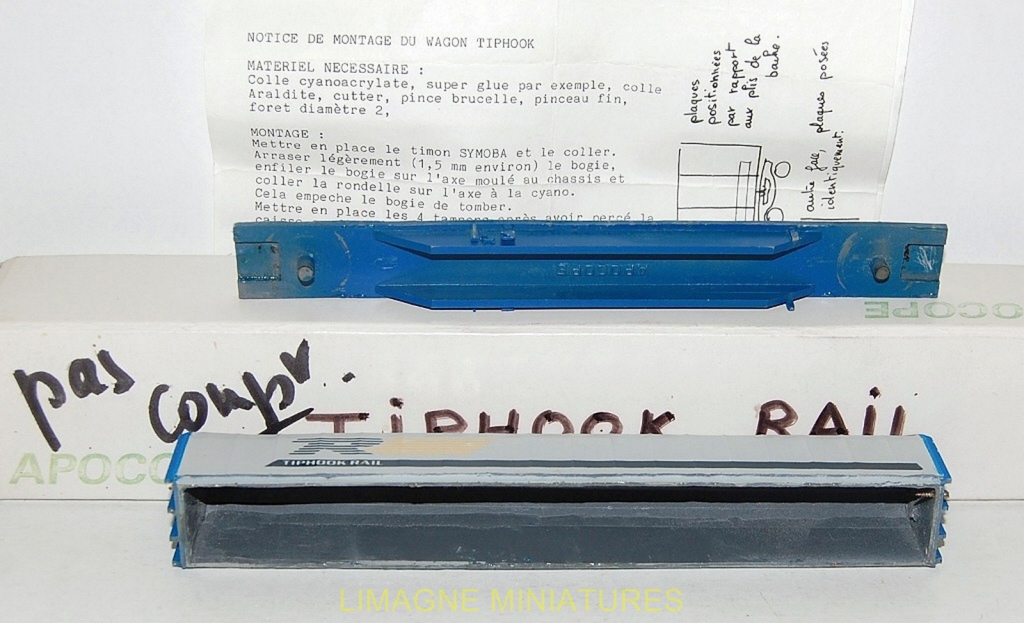 NOTICE DE MONTAGE DU WAGON TIPHOOK
MATERIEL NECESSAIRE :
Colle cyanoacrylate, super glue par exemple, colle
Araldite, cutter, pince brucelle, pinceau fin,
foret diamètre 2,
MONTAGE :
Mettre en place le timon SYMOBA et le coller.
Arraser légèrement (1,5 mm environ) le bogie,
enfiler le bogie sur l'axe moulé au chassis et
coller la rondelle sur l'axe à la cyano.
Cela empeche le bogie de tomber.
Mettre en place les 4 tampons après avoir percé la
caisse
plaques
positionnées
par rapport
aux plis de la
bache.
autre face, plaques posées
identiquement.
APOCOPE
OCOPE
pas
TIPHOOK RAIL
APOCO
TIPHOOK RAIL
LIMAGNE MINIATURES